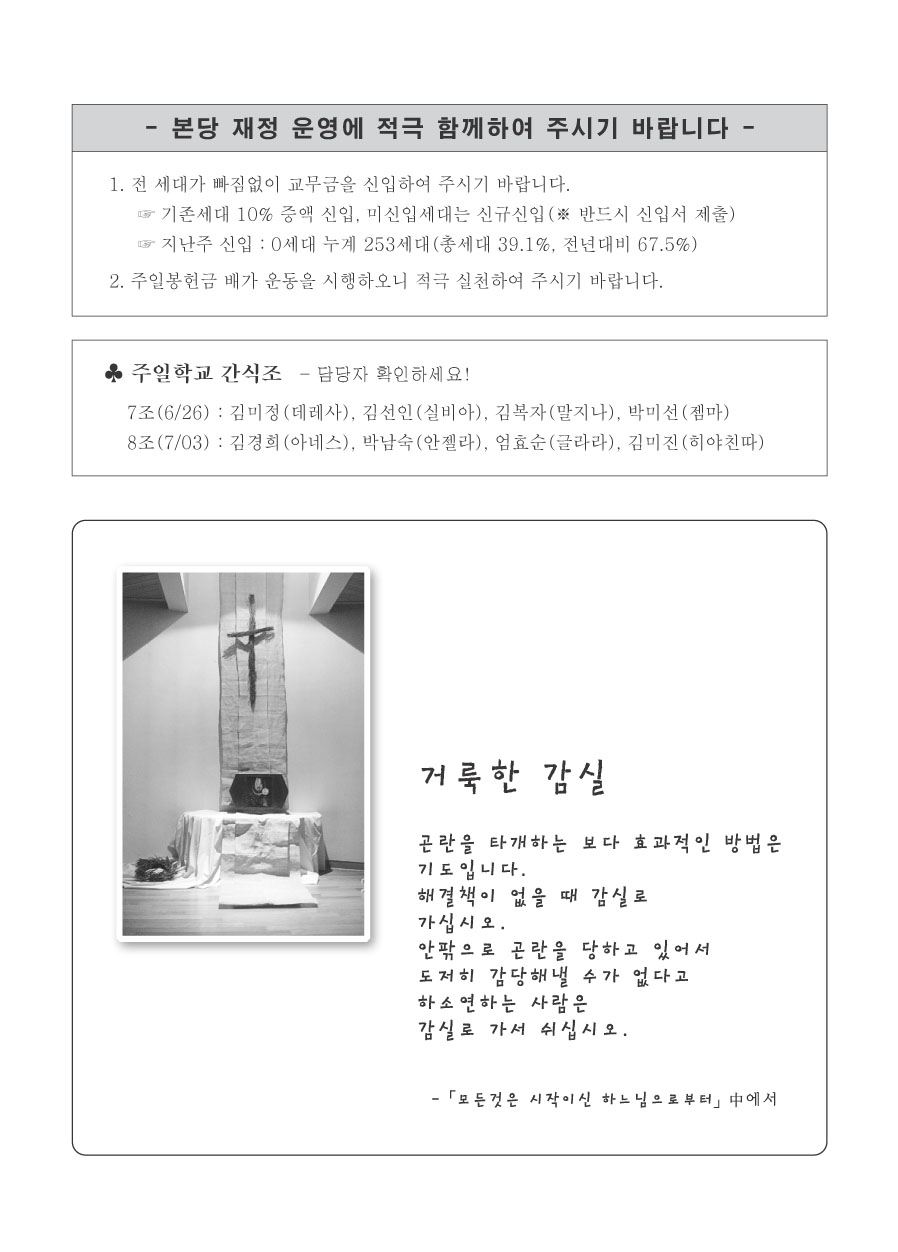 - 본당 재정 운영에 적극 함께하여 주시기 바랍니다 -
1. 전 세대가 빠짐없이 교무금을 신입하여 주시기 바랍니다.
☞ 기존세대 10% 증액 신입, 미신입세대는 신규신입(※ 반드시 신입서 제출)
☞ 지난주 신입 : 0세대 누계 253세대(총세대 39.1%, 전년대비 67.5%)
2. 주일봉헌금 배가 운동을 시행하오니 적극 실천하여 주시기 바랍니다.
♣ 주일학교 간식조 - 담당자 확인하세요!
7조(6/26) : 김미정(데레사), 김선인(실비아), 김복자(말지나), 박미선(젬마)
8조(7/03) : 김경희(아네스), 박남숙(안젤라), 엄효순(글라라), 김미진(히야친따)
거룩한 감실
곤란을 타개하는 보다 효과적인 방법은
기도입니다.
해결책이 없을 때 감실로
가십시오.
안팎으로 곤란을 당하고 있어서
도저히 감당해낼 수가 없다고
하소연하는 사람은
감실로 가서 쉬십시오.
-「모든것은 시작이신 하느님으로부터」中에서